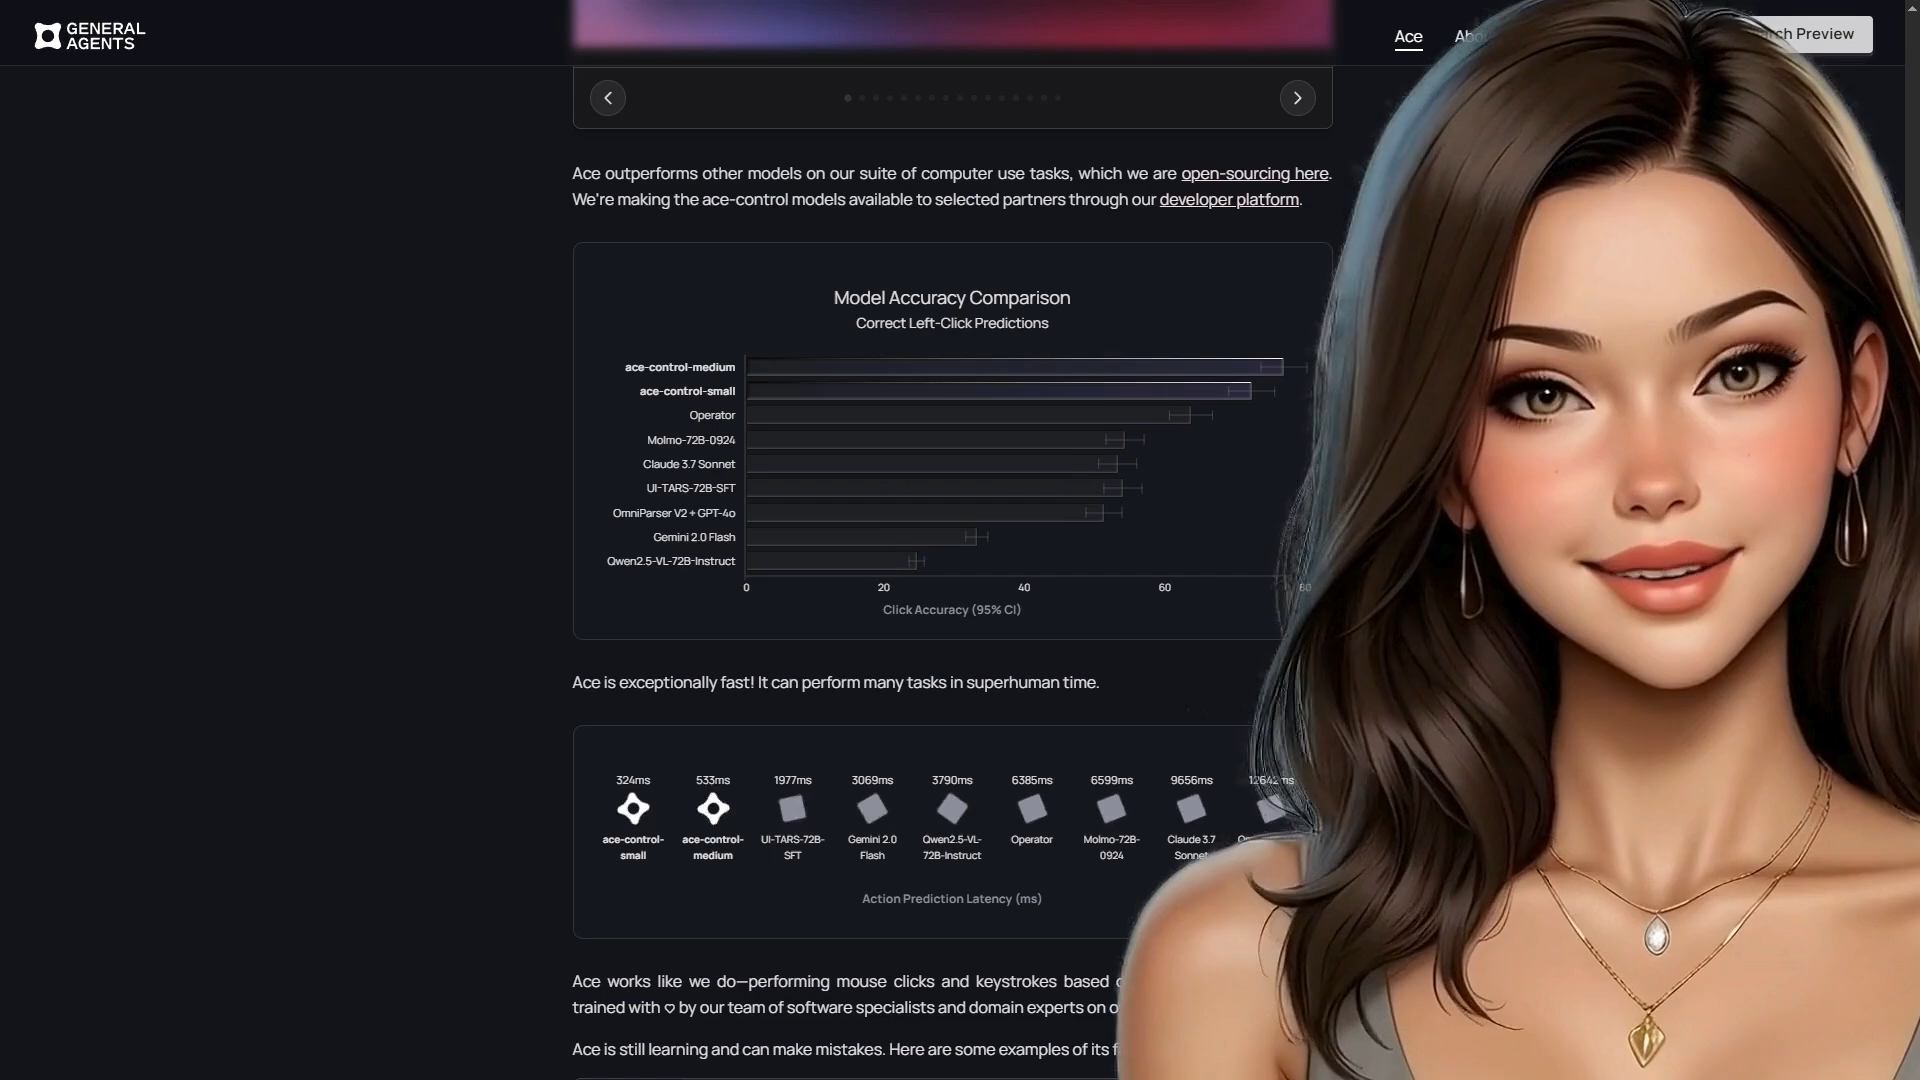 GENERAL
AGENTS
Ace
Preview
Ace outperforms other models on our suite of computer use tasks, which we are open-sourcing here.
We're making the ace-control models available to selected partners through our developer platform.
Model Accuracy Comparison
Correct Left-Click Predictions
ace-control-medium
ace-control-small
Operator
Molmo-72B-0924
Claude 3.7 Sonnet
UI-TARS-72B-SFT
OmniParser V2 + GPT-4o
Gemini 2.0 Flash
Qwen2.5-VL-72B-Instruct
0 20 40 60 80
Click Accuracy (95% CI)
Ace is exceptionally fast! It can perform many tasks in superhuman time.
324ms 533ms 1977ms 3069ms 3790ms 6385ms 6599ms 9656ms 12642ms
ace-control- ace-control- UI-TARS-72B- Gemini 2.0 Qwen2.5-VL- Operator Molmo-72B- Claude 3.7
small medium SFT Flash 72B-Instruct 0924 Sonnet
Action Prediction Latency (ms)
Ace works like we do—performing mouse clicks and keystrokes based
trained with ♡ by our team of software specialists and domain experts on
Ace is still learning and can make mistakes. Here are some examples of its